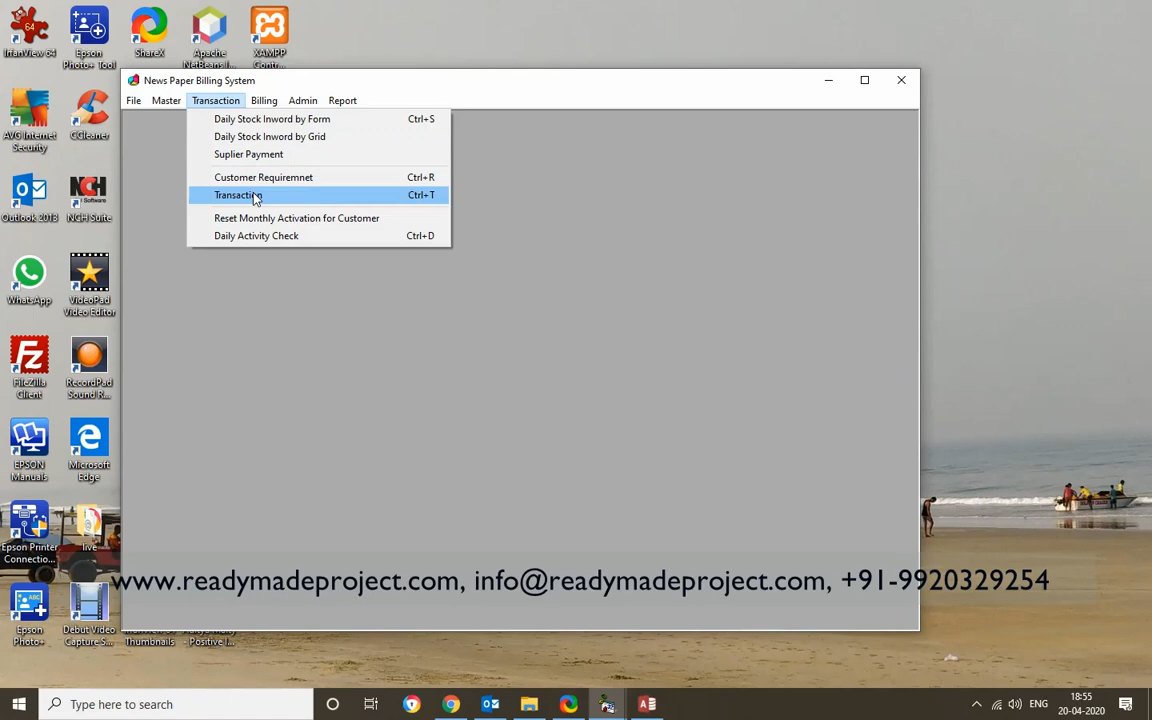 IrfanView 64
Epson
Photo+ Tool
ShareX
Apache
NetBeans I...
XAMPP
Contr...
News Paper Billing System
File Master Transaction Billing Admin Report
Daily Stock Inword by Form Ctrl+S
Daily Stock Inword by Grid
Suplier Payment
Customer Requiremnet Ctrl+R
Transaction Ctrl+T
Reset Monthly Activation for Customer
Daily Activity Check Ctrl+D
AVG Internet
Security
CCleaner
Outlook 2013
NCH Suite
WhatsApp
VideoPad
Video Editor
FileZilla
Client
RecordPad
Sound R...
EPSON
Manuals
Microsoft
Edge
Epson Printer
Connectio...
live
www.readymadeproject.com, info@readymadeproject.com, +91-9920329254
Epson
Photo+
Debut Video
Capture S...
Thumbnails
- Positive I...
Type here to search
ENG
18:55
20-04-2020